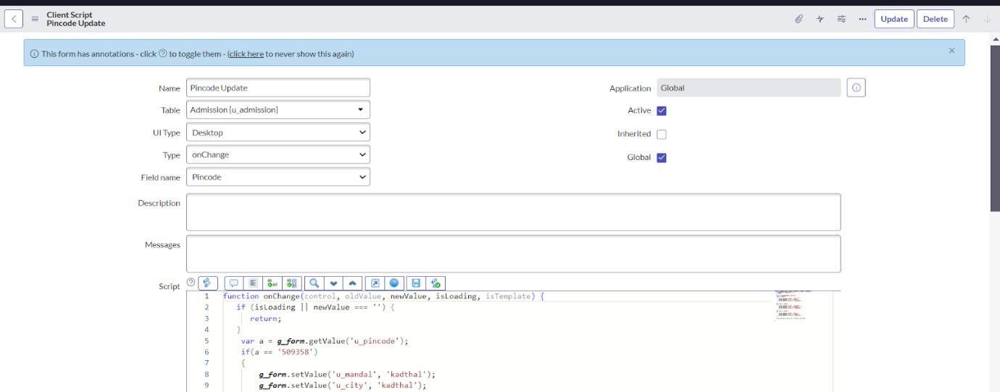 Client Script
Pincode Update
Update
Delete
This form has annotations - click ? to toggle them - (click here to never show this again)
Name Pincode Update
Application Global
Table Admission [u_admission]
Active
UI Type Desktop
Inherited
Type onChange
Global
Field name Pincode
Description
Messages
Script
1 function onChange(control, oldValue, newValue, isLoading, isTemplate) {
2 if (isLoading || newValue === '') {
3 return;
4 }
5 var a = g_form.getValue('u_pincode');
6 if(a == '509358')
7 {
8 g_form.setValue('u_mandal', 'kadthal');
9 g_form.setValue('u_city', 'kadthal');